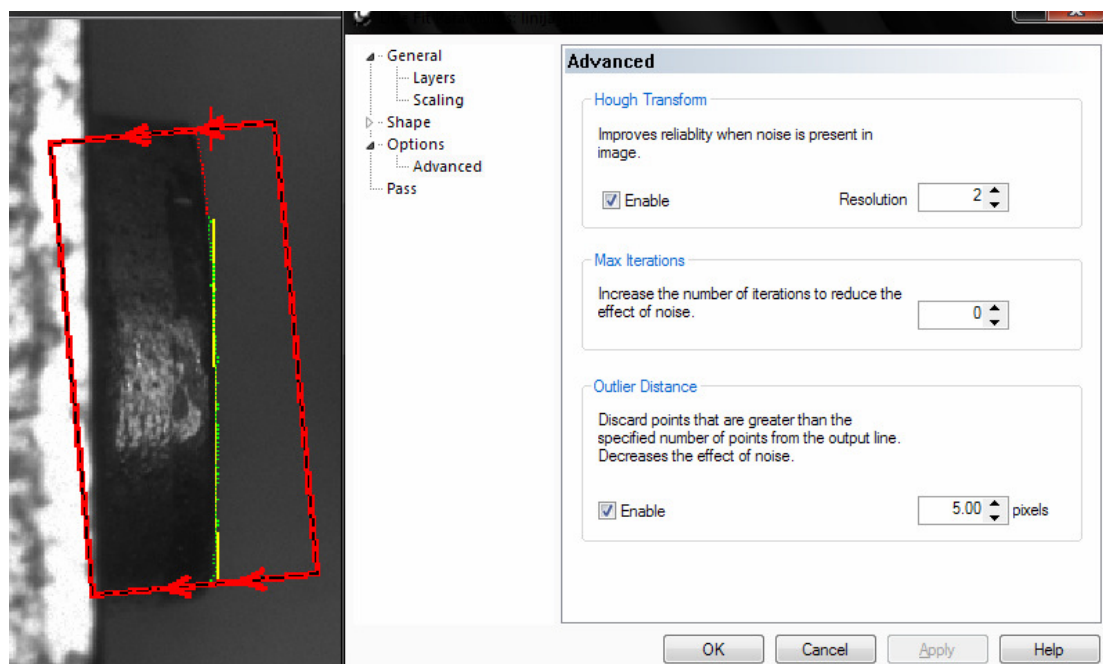 General
Layers
Scaling
Shape
Options
Advanced
Pass
Advanced
Hough Transform
Improves reliablity when noise is present in
image.
Enable
Resolution
2
Max Iterations
Increase the number of iterations to reduce the
effect of noise.
0
Outlier Distance
Discard points that are greater than the
specified number of points from the output line.
Decreases the effect of noise.
Enable
5.00
pixels
OK
Cancel
Apply
Help